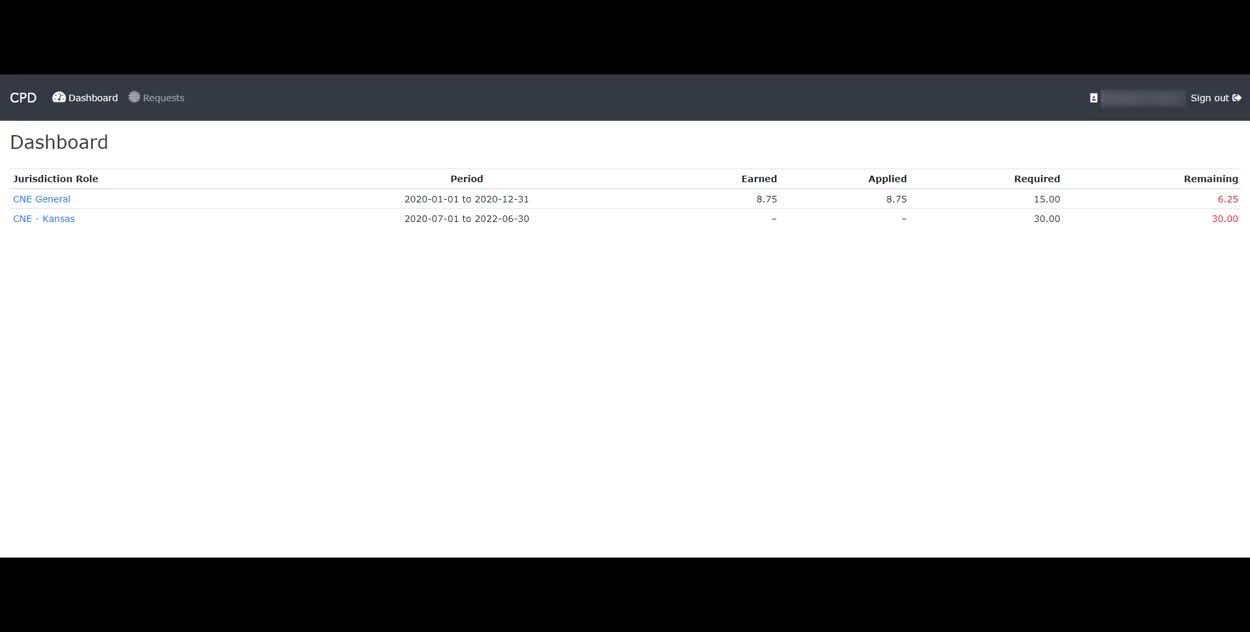 CPD Dashboard Requests Sign out
Dashboard
Jurisdiction Role Period Earned Applied Required Remaining
CNE General 2020-01-01 to 2020-12-31 8.75 8.75 15.00 6.25
CNE - Kansas 2020-07-01 to 2022-06-30 – – 30.00 30.00